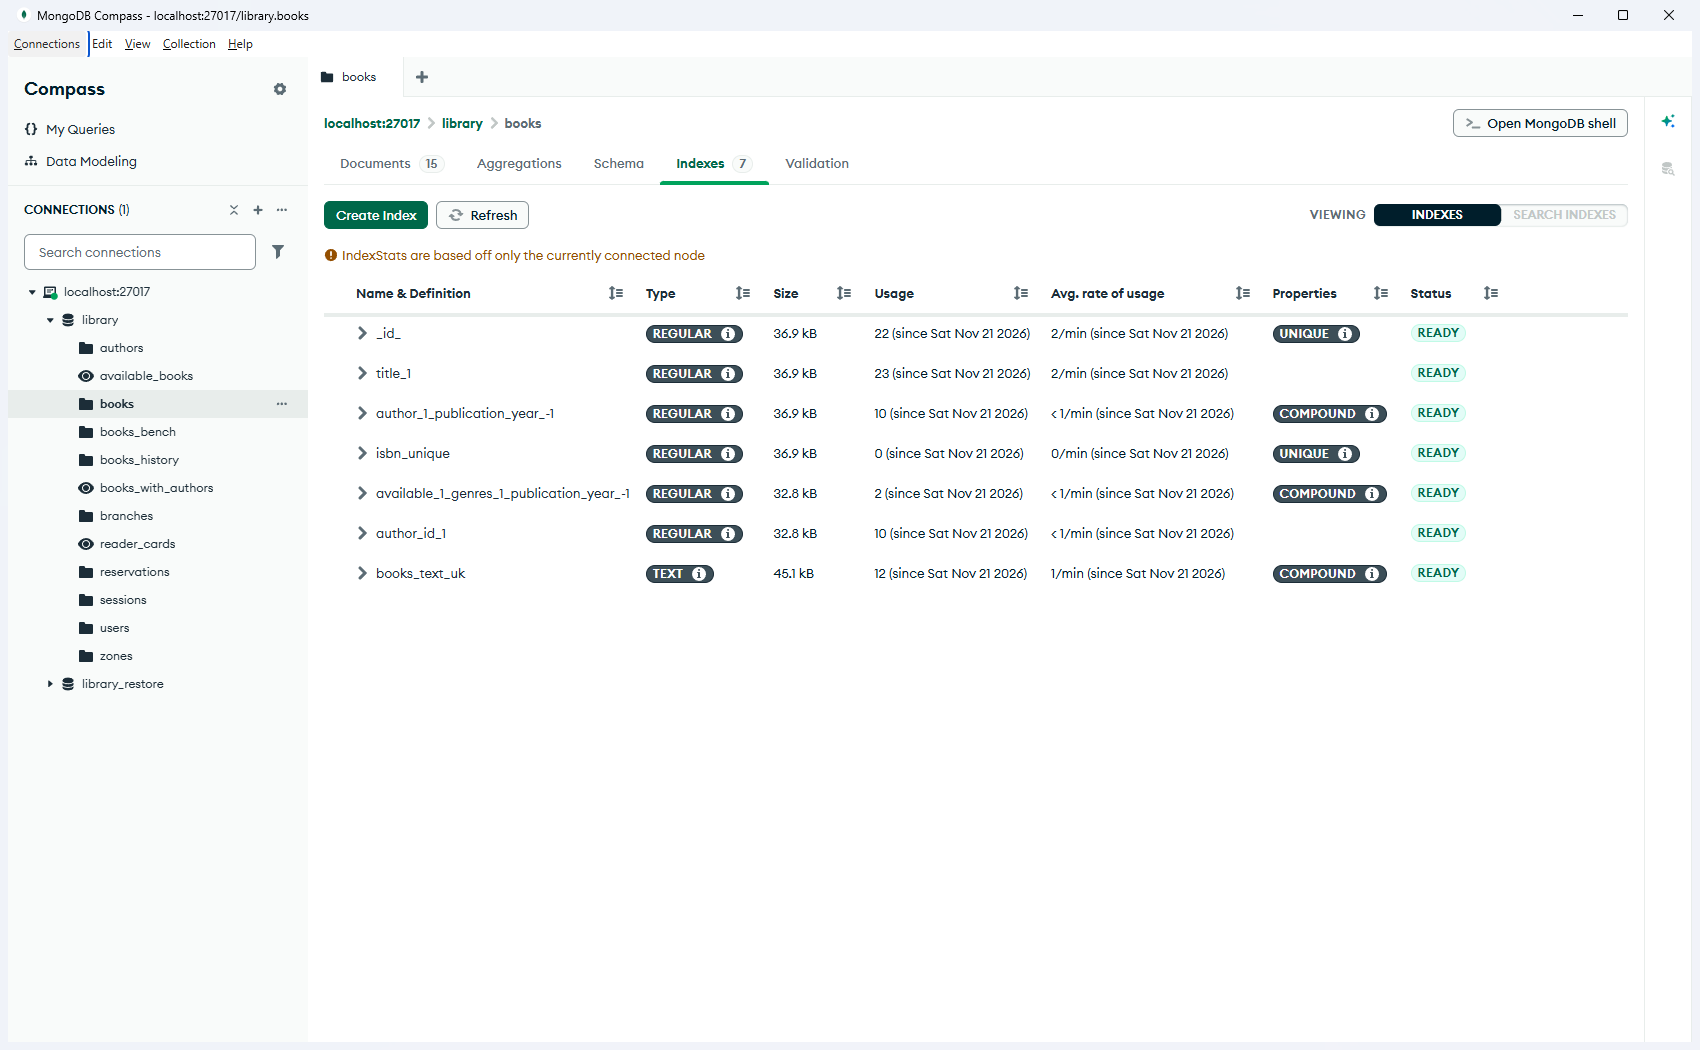 MongoDB Compass - localhost:27017/library.books
Connections Edit View Collection Help
Compass
My Queries
Data Modeling
CONNECTIONS (1)
Search connections
localhost:27017
library
authors
available_books
books
books_bench
books_history
books_with_authors
branches
reader_cards
reservations
sessions
users
zones
library_restore
books
localhost:27017 library books
Open MongoDB shell
Documents 15 Aggregations Schema Indexes 7 Validation
Create Index Refresh VIEWING INDEXES SEARCH INDEXES
IndexStats are based off only the currently connected node
Name & Definition Type Size Usage Avg. rate of usage Properties Status
_id_ REGULAR 36.9 kB 22 (since Sat Nov 21 2026) 2/min (since Sat Nov 21 2026) UNIQUE READY
title_1 REGULAR 36.9 kB 23 (since Sat Nov 21 2026) 2/min (since Sat Nov 21 2026) READY
author_1_publication_year_-1 REGULAR 36.9 kB 10 (since Sat Nov 21 2026) < 1/min (since Sat Nov 21 2026) COMPOUND READY
isbn_unique REGULAR 36.9 kB 0 (since Sat Nov 21 2026) 0/min (since Sat Nov 21 2026) UNIQUE READY
available_1_genres_1_publication_year_-1 REGULAR 32.8 kB 2 (since Sat Nov 21 2026) < 1/min (since Sat Nov 21 2026) COMPOUND READY
author_id_1 REGULAR 32.8 kB 10 (since Sat Nov 21 2026) < 1/min (since Sat Nov 21 2026) READY
books_text_uk TEXT 45.1 kB 12 (since Sat Nov 21 2026) 1/min (since Sat Nov 21 2026) COMPOUND READY